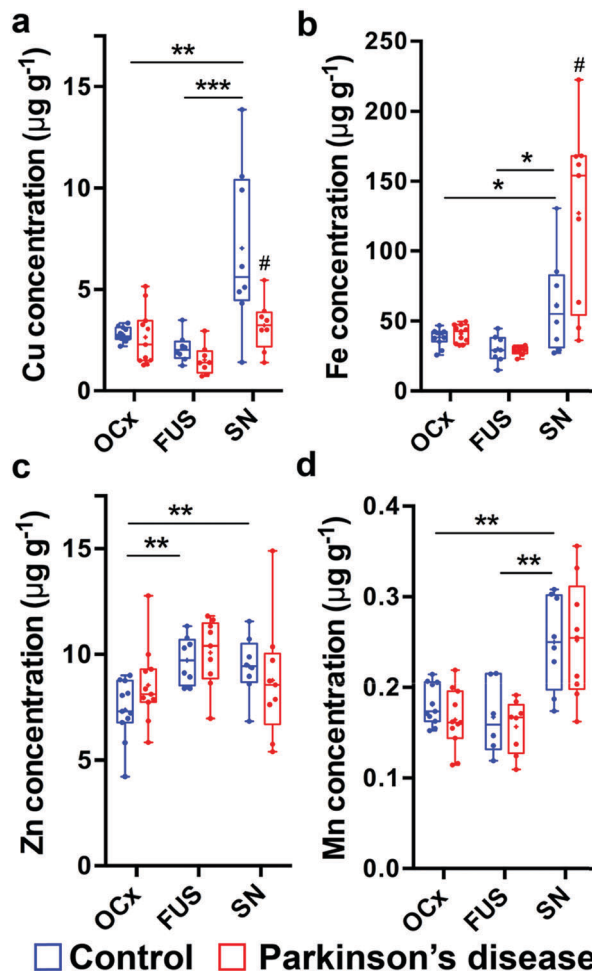 a
Cu concentration (µg g⁻¹)
15
10
5
0
**
***
#
OCx
FUS
SN
b
Fe concentration (µg g⁻¹)
250
200
150
100
50
0
#
*
*
OCx
FUS
SN
c
Zn concentration (µg g⁻¹)
15
10
5
0
**
**
OCx
FUS
SN
d
Mn concentration (µg g⁻¹)
0.4
0.3
0.2
0.1
0.0
**
**
OCx
FUS
SN
Control Parkinson's disease